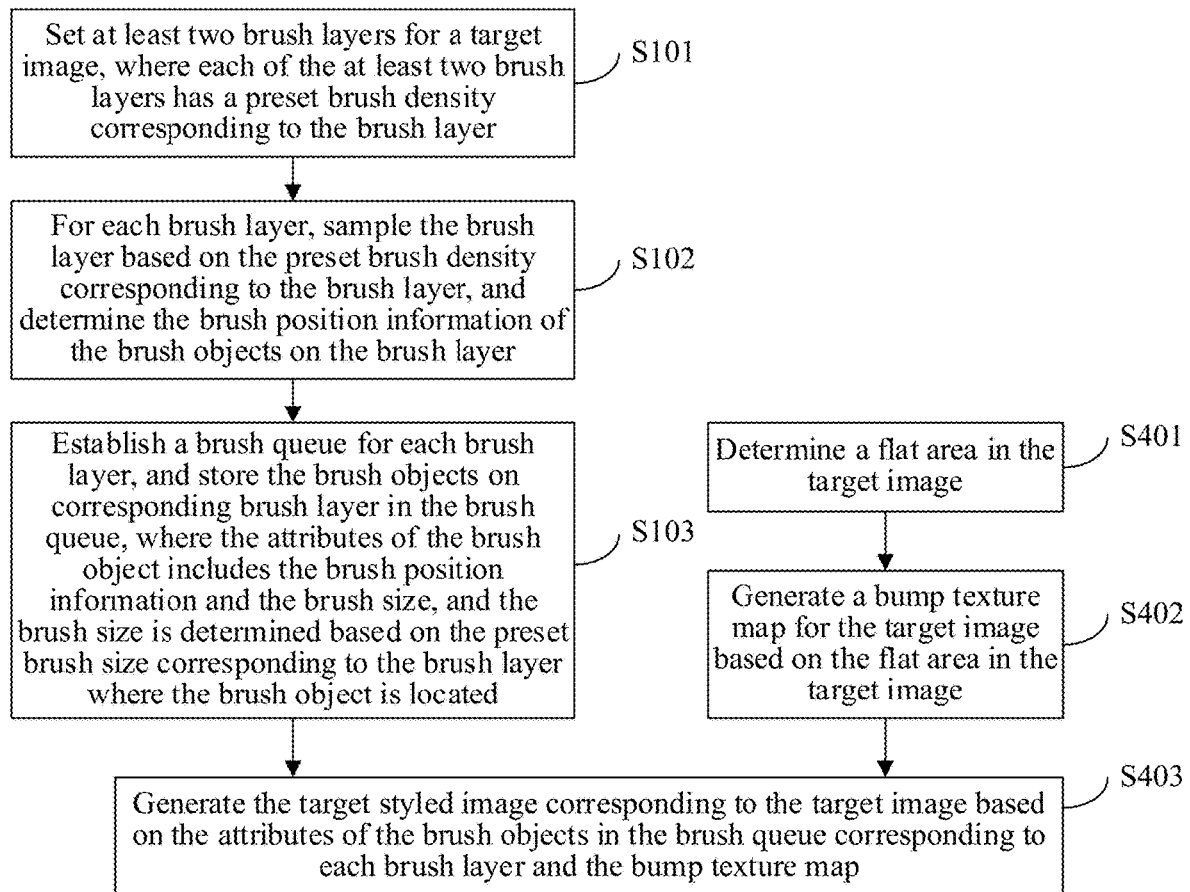 Set at least two brush layers for a target
image, where each of the at least two brush
layers has a preset brush density
corresponding to the brush layer
S101
For each brush layer, sample the brush
layer based on the preset brush density
corresponding to the brush layer, and
determine the brush position information of
the brush objects on the brush layer
S102
Establish a brush queue for each brush
layer, and store the brush objects on
corresponding brush layer in the brush
queue, where the attributes of the brush
object includes the brush position
information and the brush size, and the
brush size is determined based on the preset
brush size corresponding to the brush layer
where the brush object is located
S103
Determine a flat area in the
target image
S401
Generate a bump texture
map for the target image
based on the flat area in the
target image
S402
Generate the target styled image corresponding to the target image based
on the attributes of the brush objects in the brush queue corresponding to
each brush layer and the bump texture map
S403